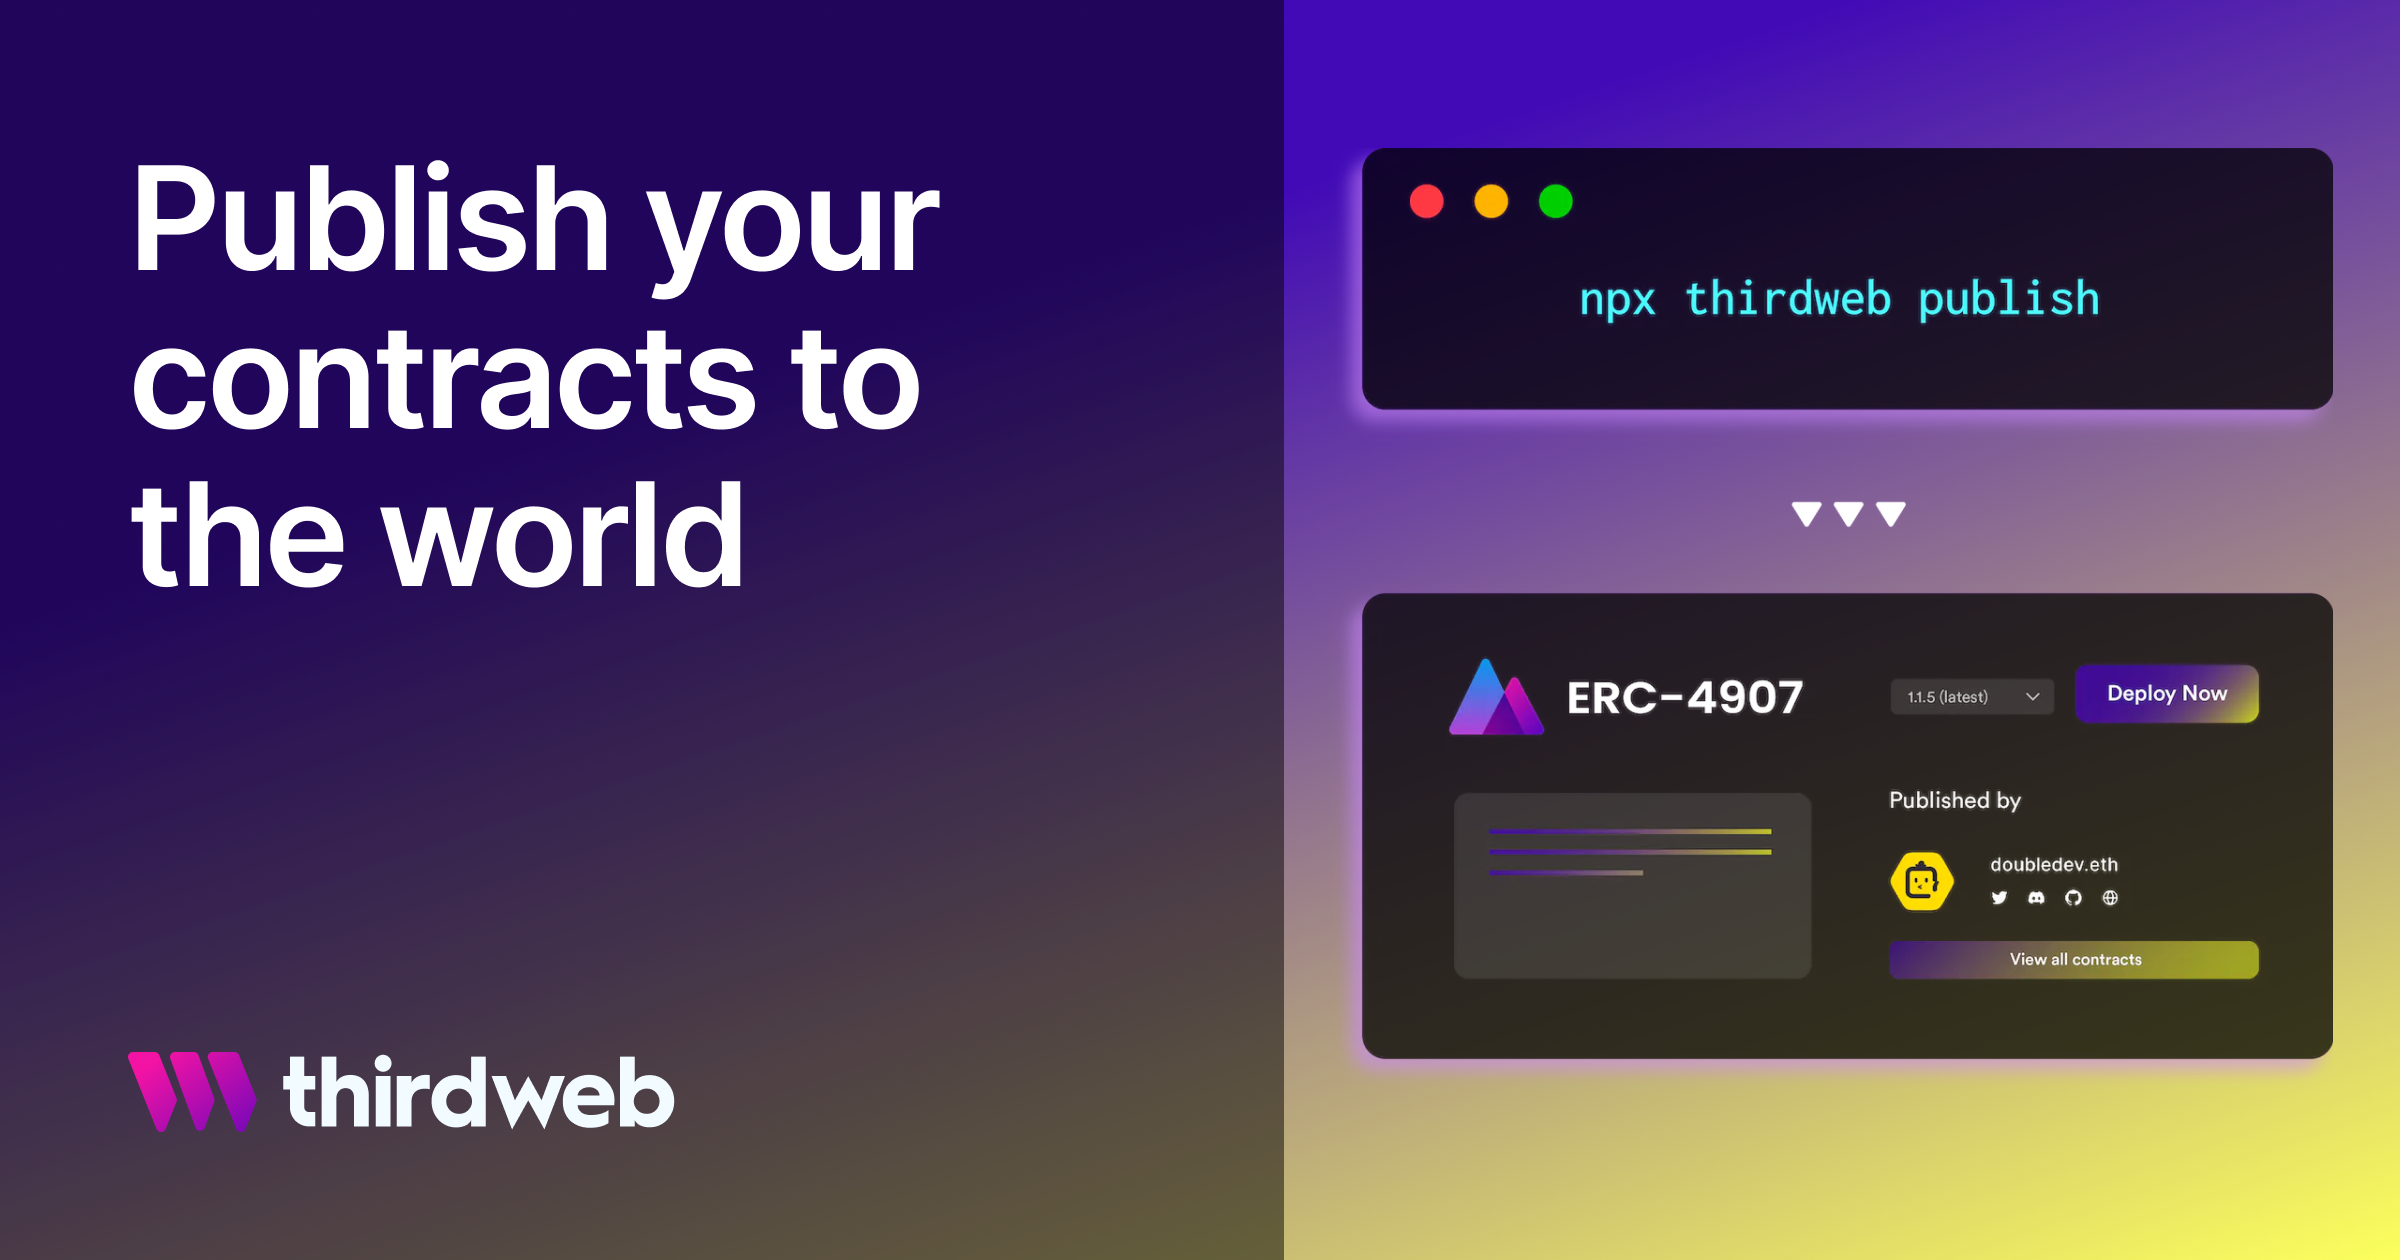 Publish your
contracts to
the world
thirdweb
npx thirdweb publish
ERC-4907
1.1.5 (latest)
Deploy Now
Published by
doubledev.eth
View all contracts